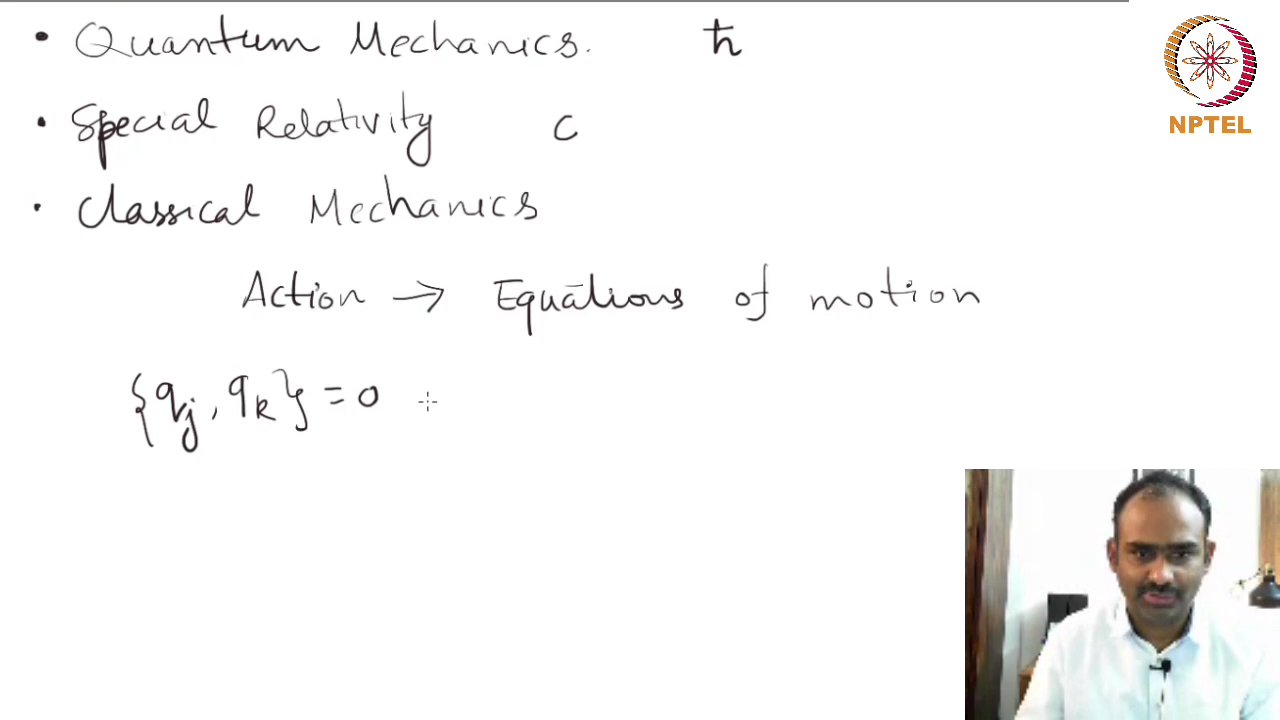 • Quantum Mechanics. ħ
NPTEL
• Special Relativity c
• Classical Mechanics
Action → Equations of motion
{q_j, q_k} = 0